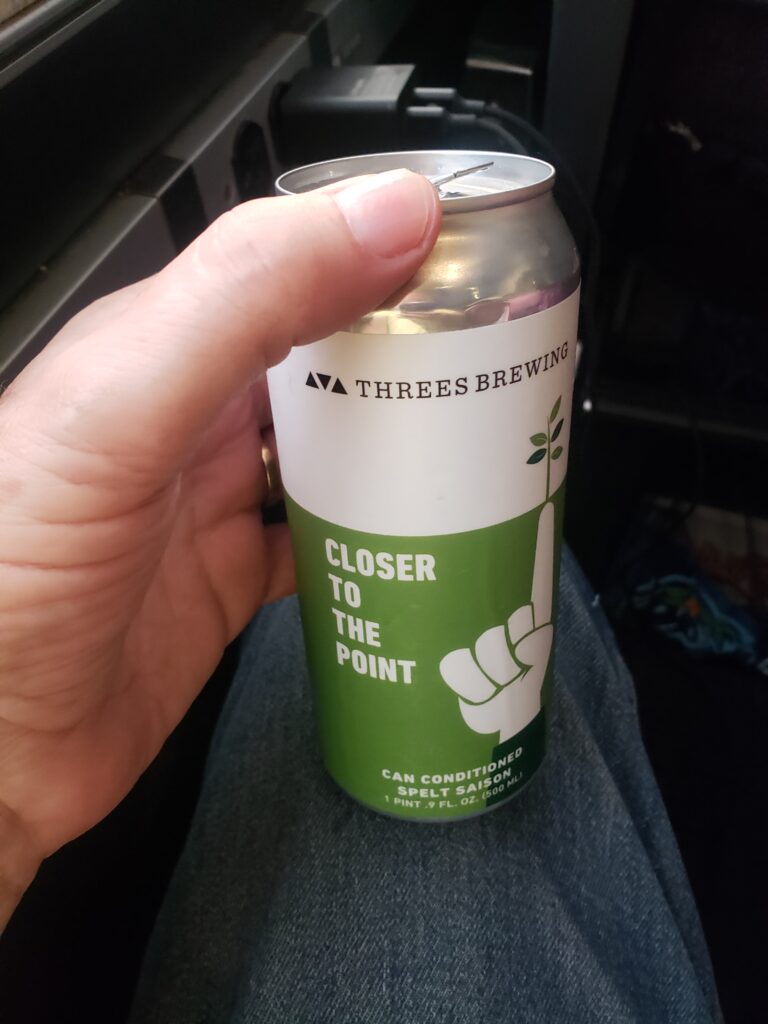 THREES BREWING
CLOSER
TO
THE
POINT
CAN CONDITIONED
SPELT SAISON
1 PINT .9 FL. OZ. (500 ML)